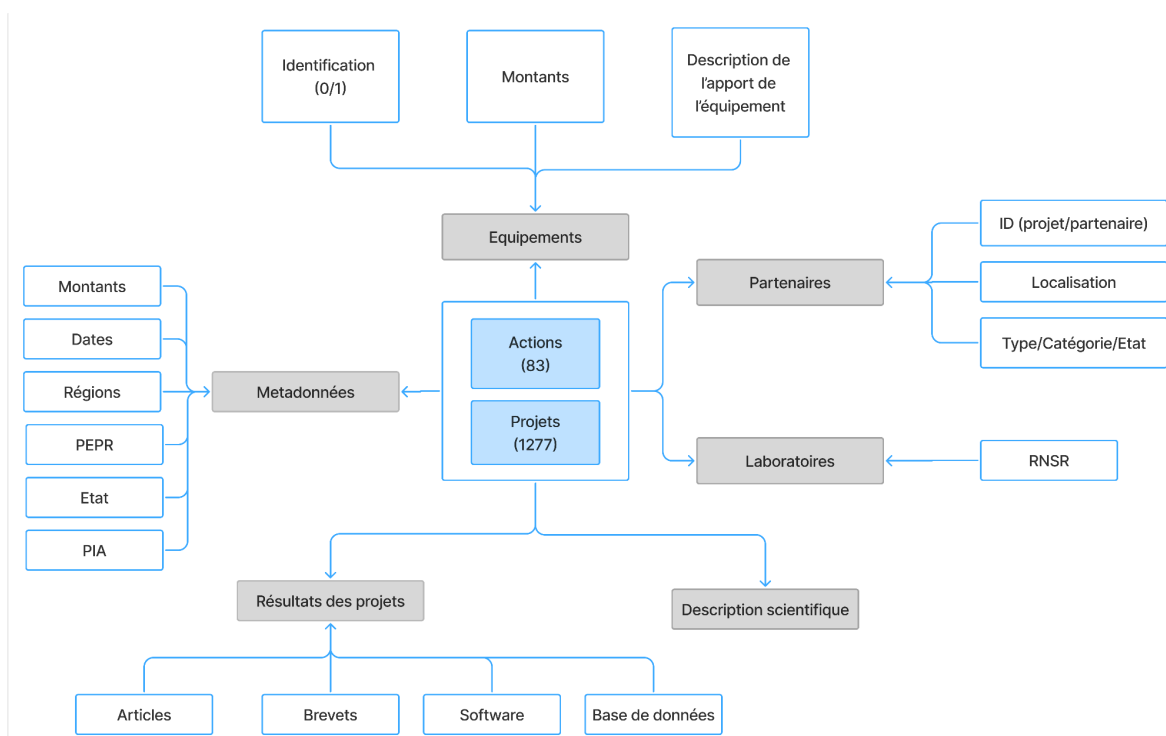 Identification
(0/1)
Montants
Description de
l'apport de
l'équipement
Equipements
ID (projet/partenaire)
Partenaires
Localisation
Type/Catégorie/Etat
Montants
Dates
Régions
PEPR
Etat
PIA
Metadonnées
Actions
(83)
Projets
(1277)
Laboratoires
RNSR
Résultats des projets
Description scientifique
Articles
Brevets
Software
Base de données